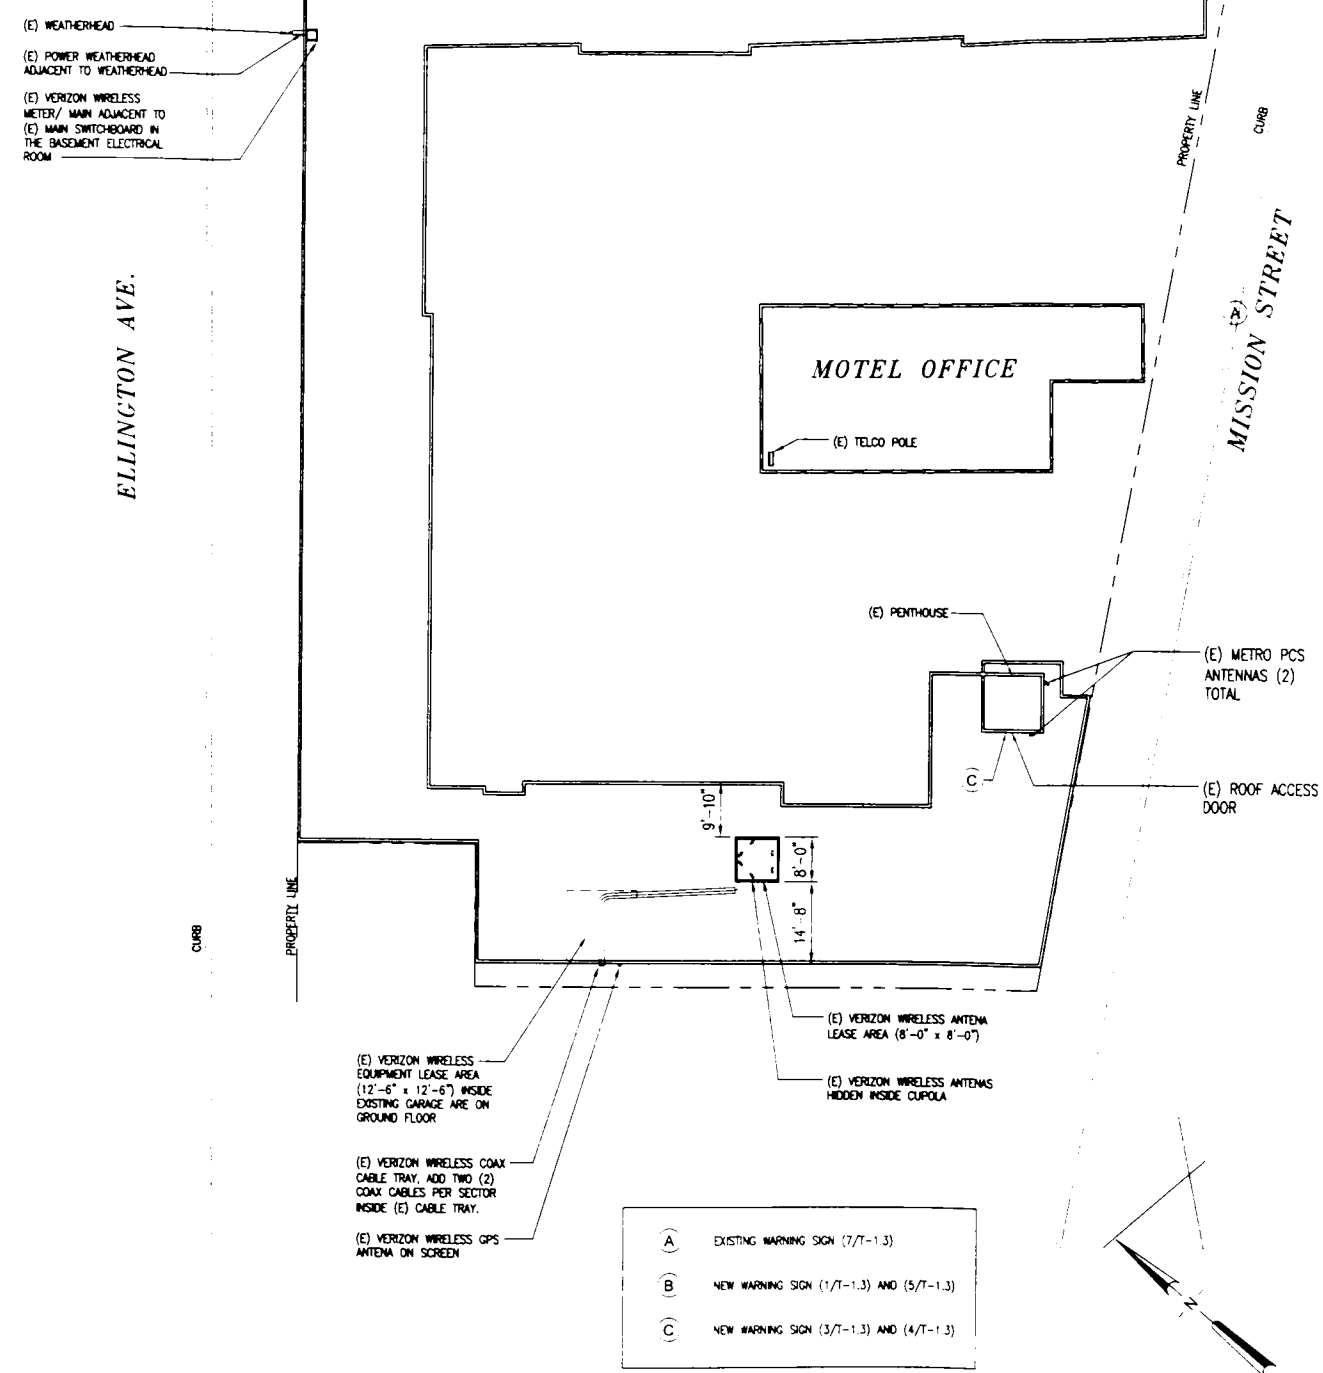 (E) WEATHERHEAD
(E) POWER WEATHERHEAD
ADJACENT TO WEATHERHEAD
(E) VERIZON WIRELESS
METER/ MAIN ADJACENT TO
(E) MAIN SWITCHBOARD IN
THE BASEMENT ELECTRICAL
ROOM
ELLINGTON AVE.
PROPERTY LINE
CURB
MISSION STREET
A
MOTEL OFFICE
(E) TELCO POLE
(E) PENTHOUSE
(E) METRO PCS
ANTENNAS (2)
TOTAL
C
(E) ROOF ACCESS
DOOR
9'-10"
8'-0"
14'-8"
CURB
PROPERTY LINE
(E) VERIZON WIRELESS ANTENA
LEASE AREA (8'-0" x 8'-0")
(E) VERIZON WIRELESS ANTENAS
HIDDEN INSIDE CUPOLA
(E) VERIZON WIRELESS
EQUIPMENT LEASE AREA
(12'-6" x 12'-6") INSIDE
EXISTING GARAGE ARE ON
GROUND FLOOR
(E) VERIZON WIRELESS COAX
CABLE TRAY, ADD TWO (2)
COAX CABLES PER SECTOR
INSIDE (E) CABLE TRAY.
(E) VERIZON WIRELESS GPS
ANTENA ON SCREEN
A EXISTING WARNING SIGN (7/T-1.3)
B NEW WARNING SIGN (1/T-1.3) AND (5/T-1.3)
C NEW WARNING SIGN (3/T-1.3) AND (4/T-1.3)
N